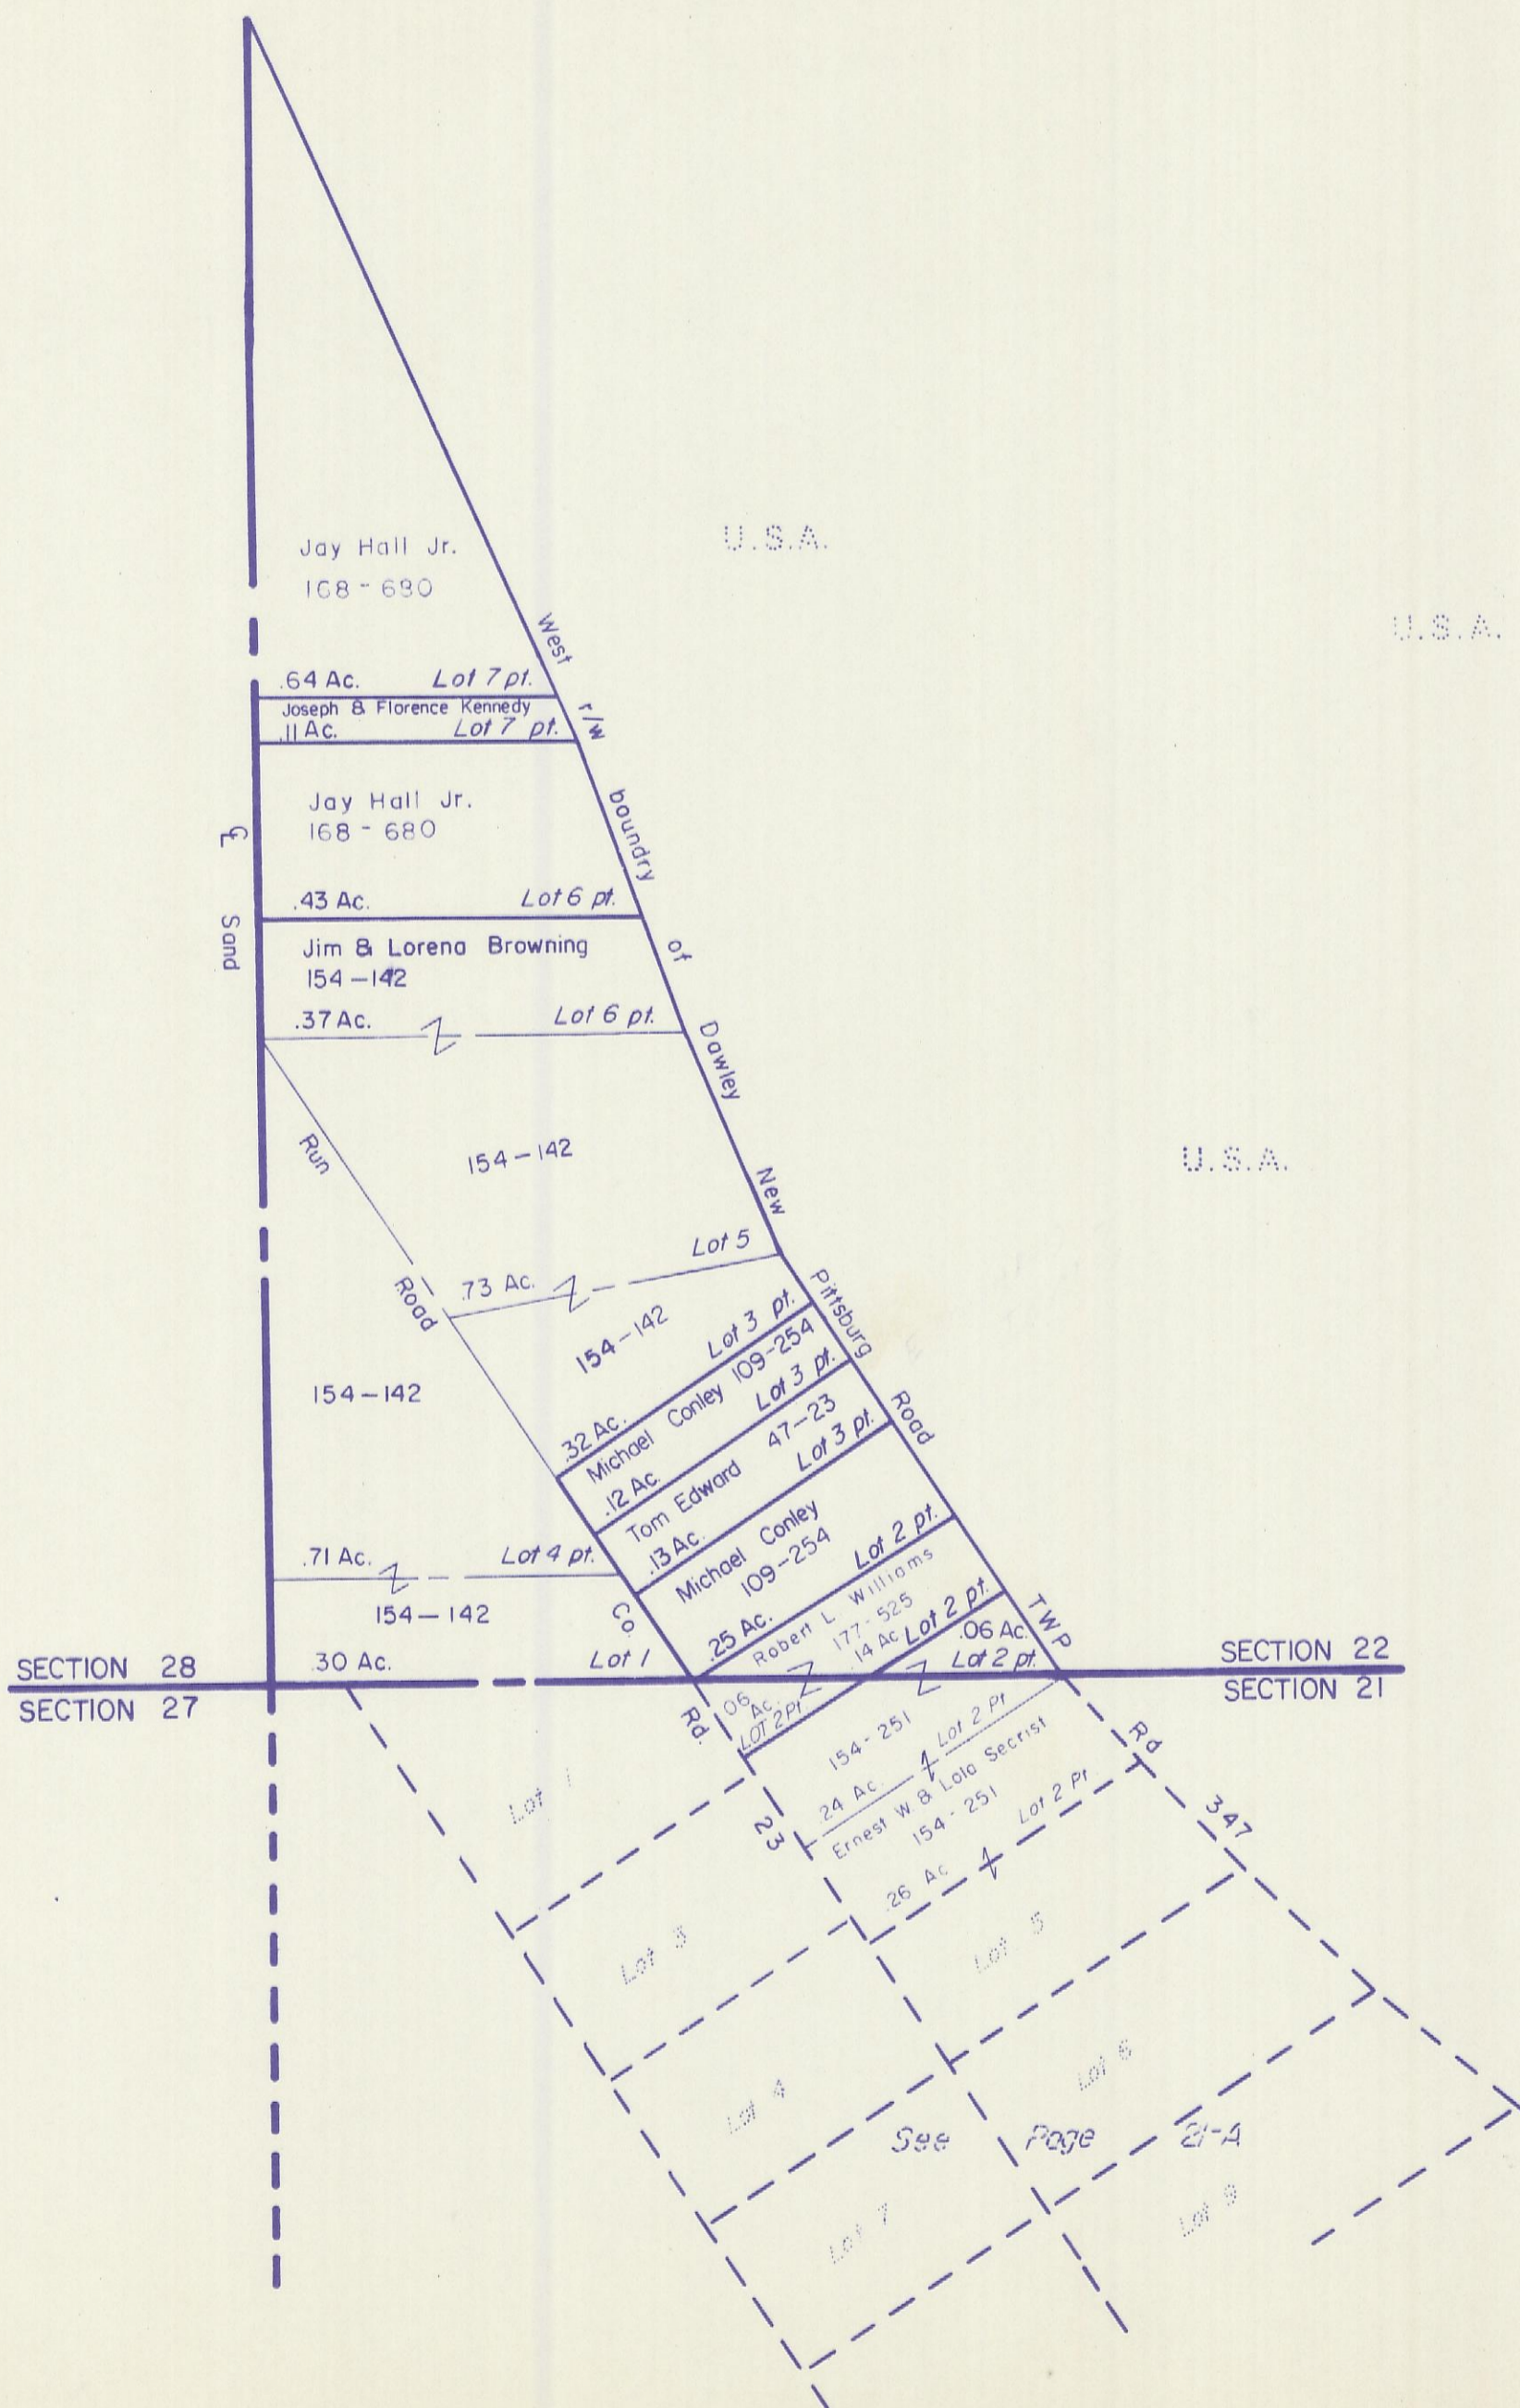 U.S.A.
U.S.A.
U.S.A.
Jay Hall Jr.
168-680
.64 Ac. Lot 7 pt.
Joseph & Florence Kennedy
.11 Ac. Lot 7 pt.
Jay Hall Jr.
168-680
.43 Ac. Lot 6 pt.
Jim & Lorena Browning
154-142
.37 Ac. Lot 6 pt.
West r/w boundry of Dawley New Pittsburg Road
TWP Rd 347
Sand Run Road Co. Rd. 23
154-142
.73 Ac. Lot 5
154-142
.32 Ac. Lot 3 pt.
Michael Conley 109-254
.12 Ac. Lot 3 pt.
Tom Edward 47-23
.13 Ac. Lot 3 pt.
Michael Conley
109-254
.25 Ac. Lot 2 pt.
Robert L Williams
177-525
.14 Ac Lot 2 pt.
.06 Ac.
Lot 2 pt.
154-142
.71 Ac. Lot 4 pt.
154-142
.30 Ac. Lot 1
SECTION 28
SECTION 27
SECTION 22
SECTION 21
.06
Ac.
LOT 2 Pt
154-251
.24 Ac. Lot 2 Pt
Ernest W. & Lola Secrist
154-251
.26 Ac Lot 2 Pt
Lot 1
Lot 3
Lot 4
Lot 5
Lot 6
Lot 7
Lot 9
See Page 21-A